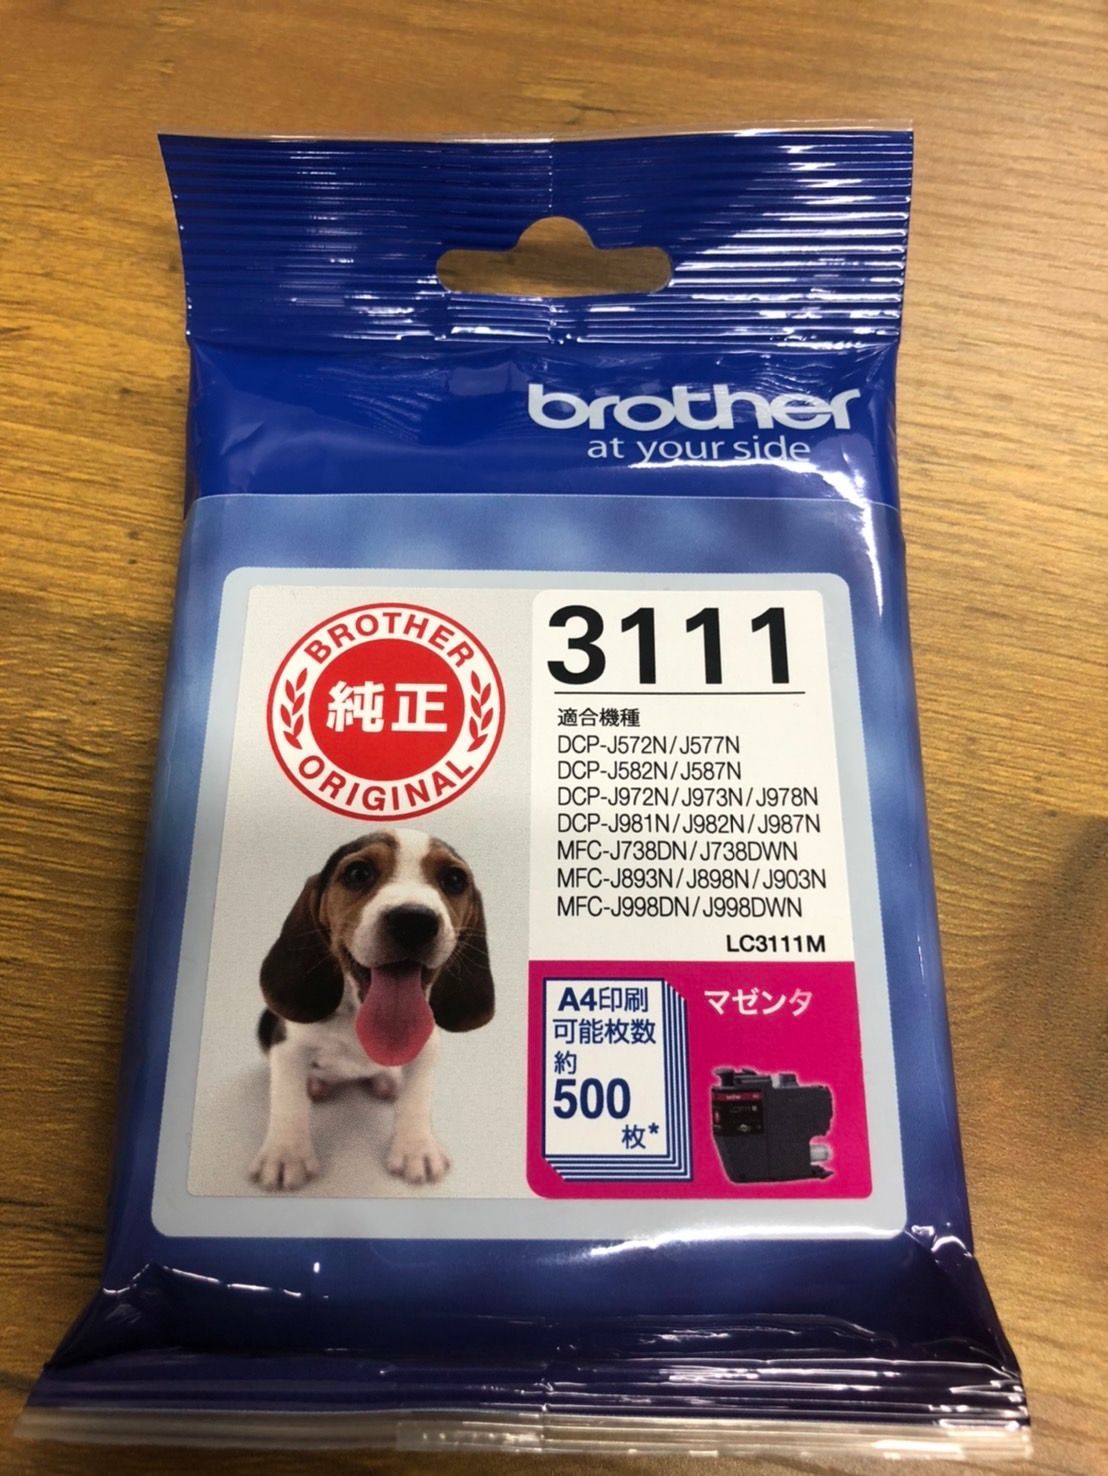 brother
at your side
BROTHER
純正
ORIGINAL
3111
適合機種
DCP-J572N/J577N
DCP-J582N/J587N
DCP-J972N/J973N/J978N
DCP-J981N/J982N/J987N
MFC-J738DN/J738DWN
MFC-J893N/J898N/J903N
MFC-J998DN/J998DWN
LC3111M
A4印刷
可能枚数
約
500
枚*
マゼンタ